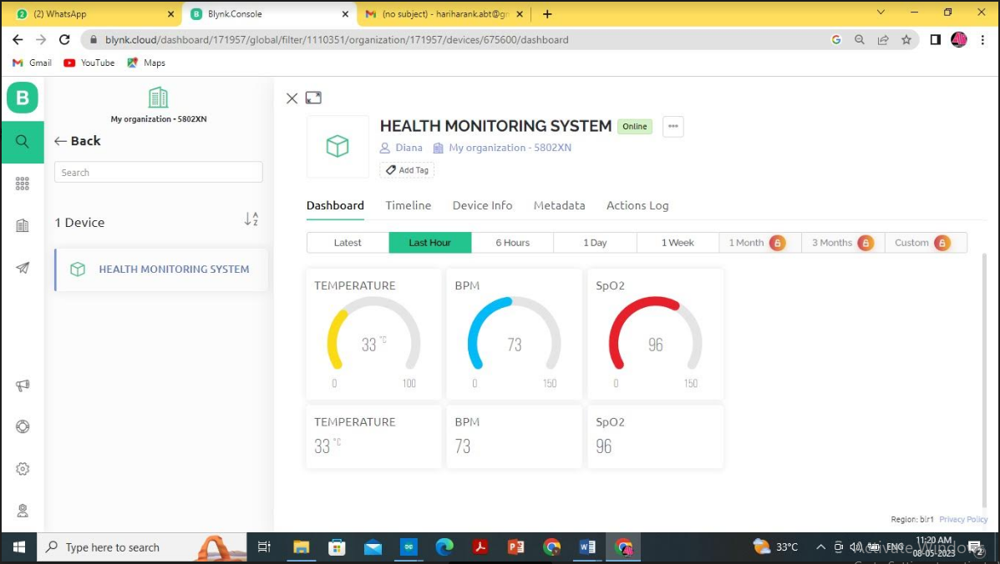 (2) WhatsApp
Blynk.Console
(no subject) - hariharank.abt@gr
blynk.cloud/dashboard/171957/global/filter/1110351/organization/171957/devices/675600/dashboard
Gmail YouTube Maps
B
My organization - 5802XN
← Back
Search
1 Device
HEALTH MONITORING SYSTEM
HEALTH MONITORING SYSTEM Online
Diana My organization - 5802XN
Add Tag
Dashboard Timeline Device Info Metadata Actions Log
Latest Last Hour 6 Hours 1 Day 1 Week 1 Month 3 Months Custom
TEMPERATURE BPM SpO2
33 °C 73 96
0 100 0 150 0 150
TEMPERATURE BPM SpO2
33 °C 73 96
Region: blr1 Privacy Policy
Type here to search
33°C
ENG
11:20 AM
08-05-2023
2
Activate Windows